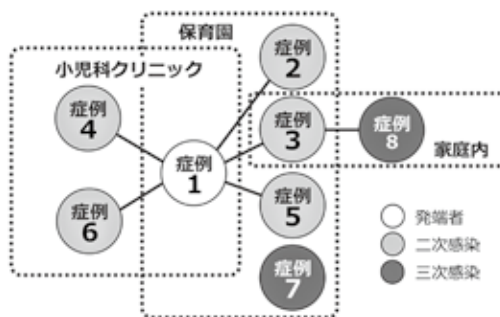 保育園
小児科クリニック
症例
2
症例
4
症例
3
症例
8
家庭内
症例
1
症例
6
症例
5
症例
7
発端者
二次感染
三次感染